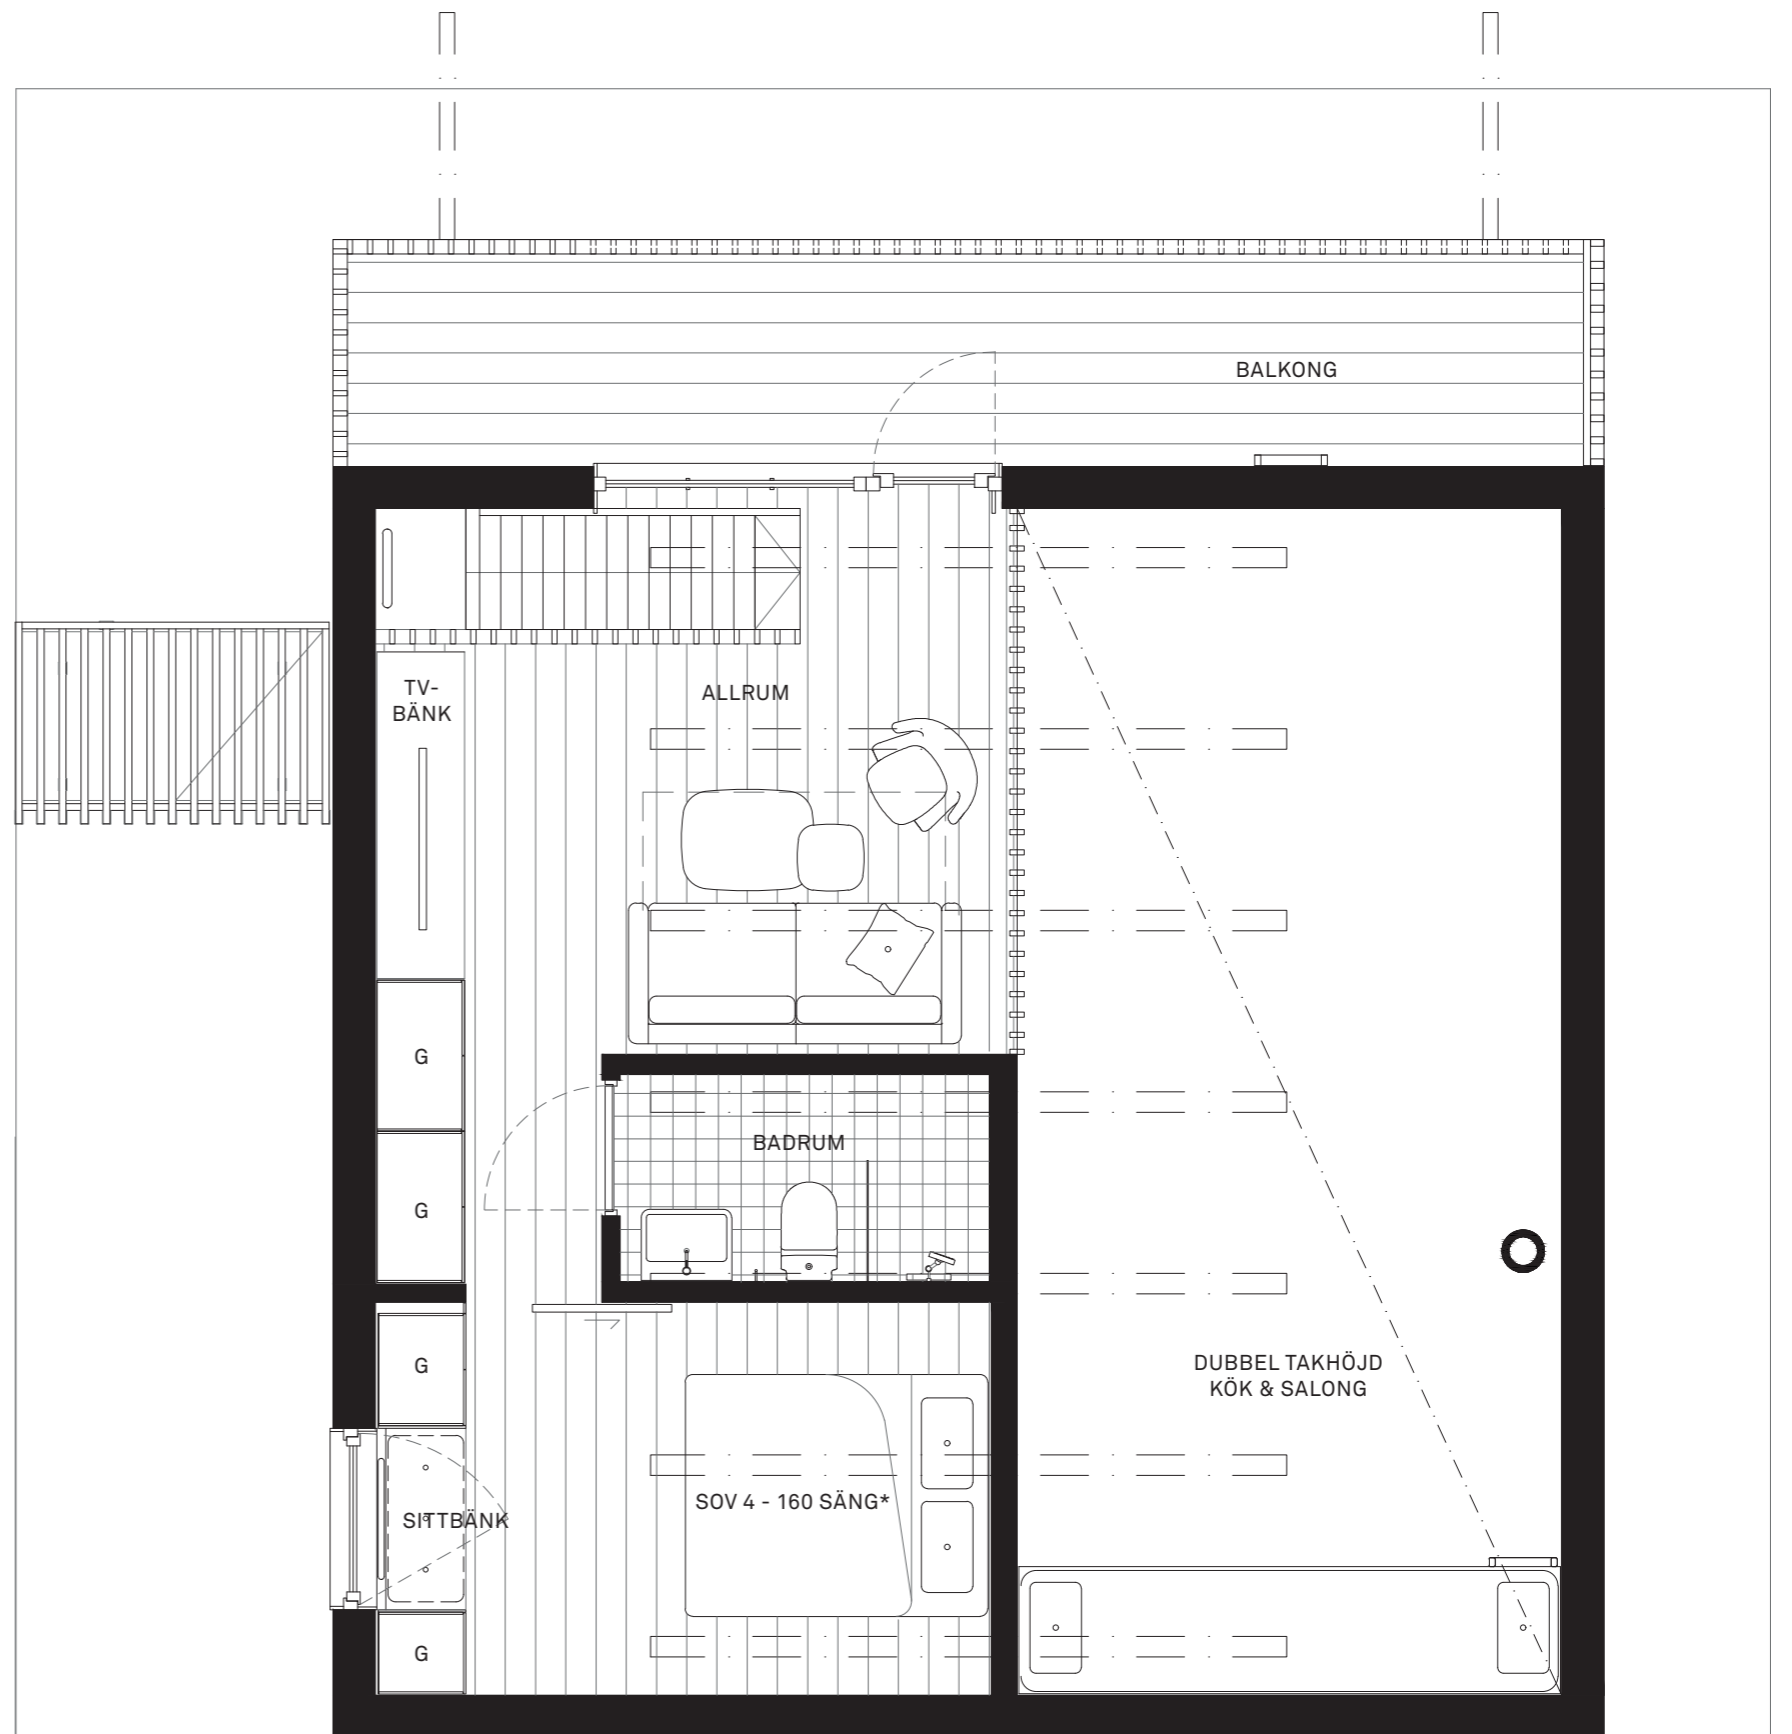 BALKONG
TV-
BÄNK
ALLRUM
G
BADRUM
G
G
DUBBEL TAKHÖJD
KÖK & SALONG
SOV 4 - 160 SÄNG*
SITTBÄNK
G